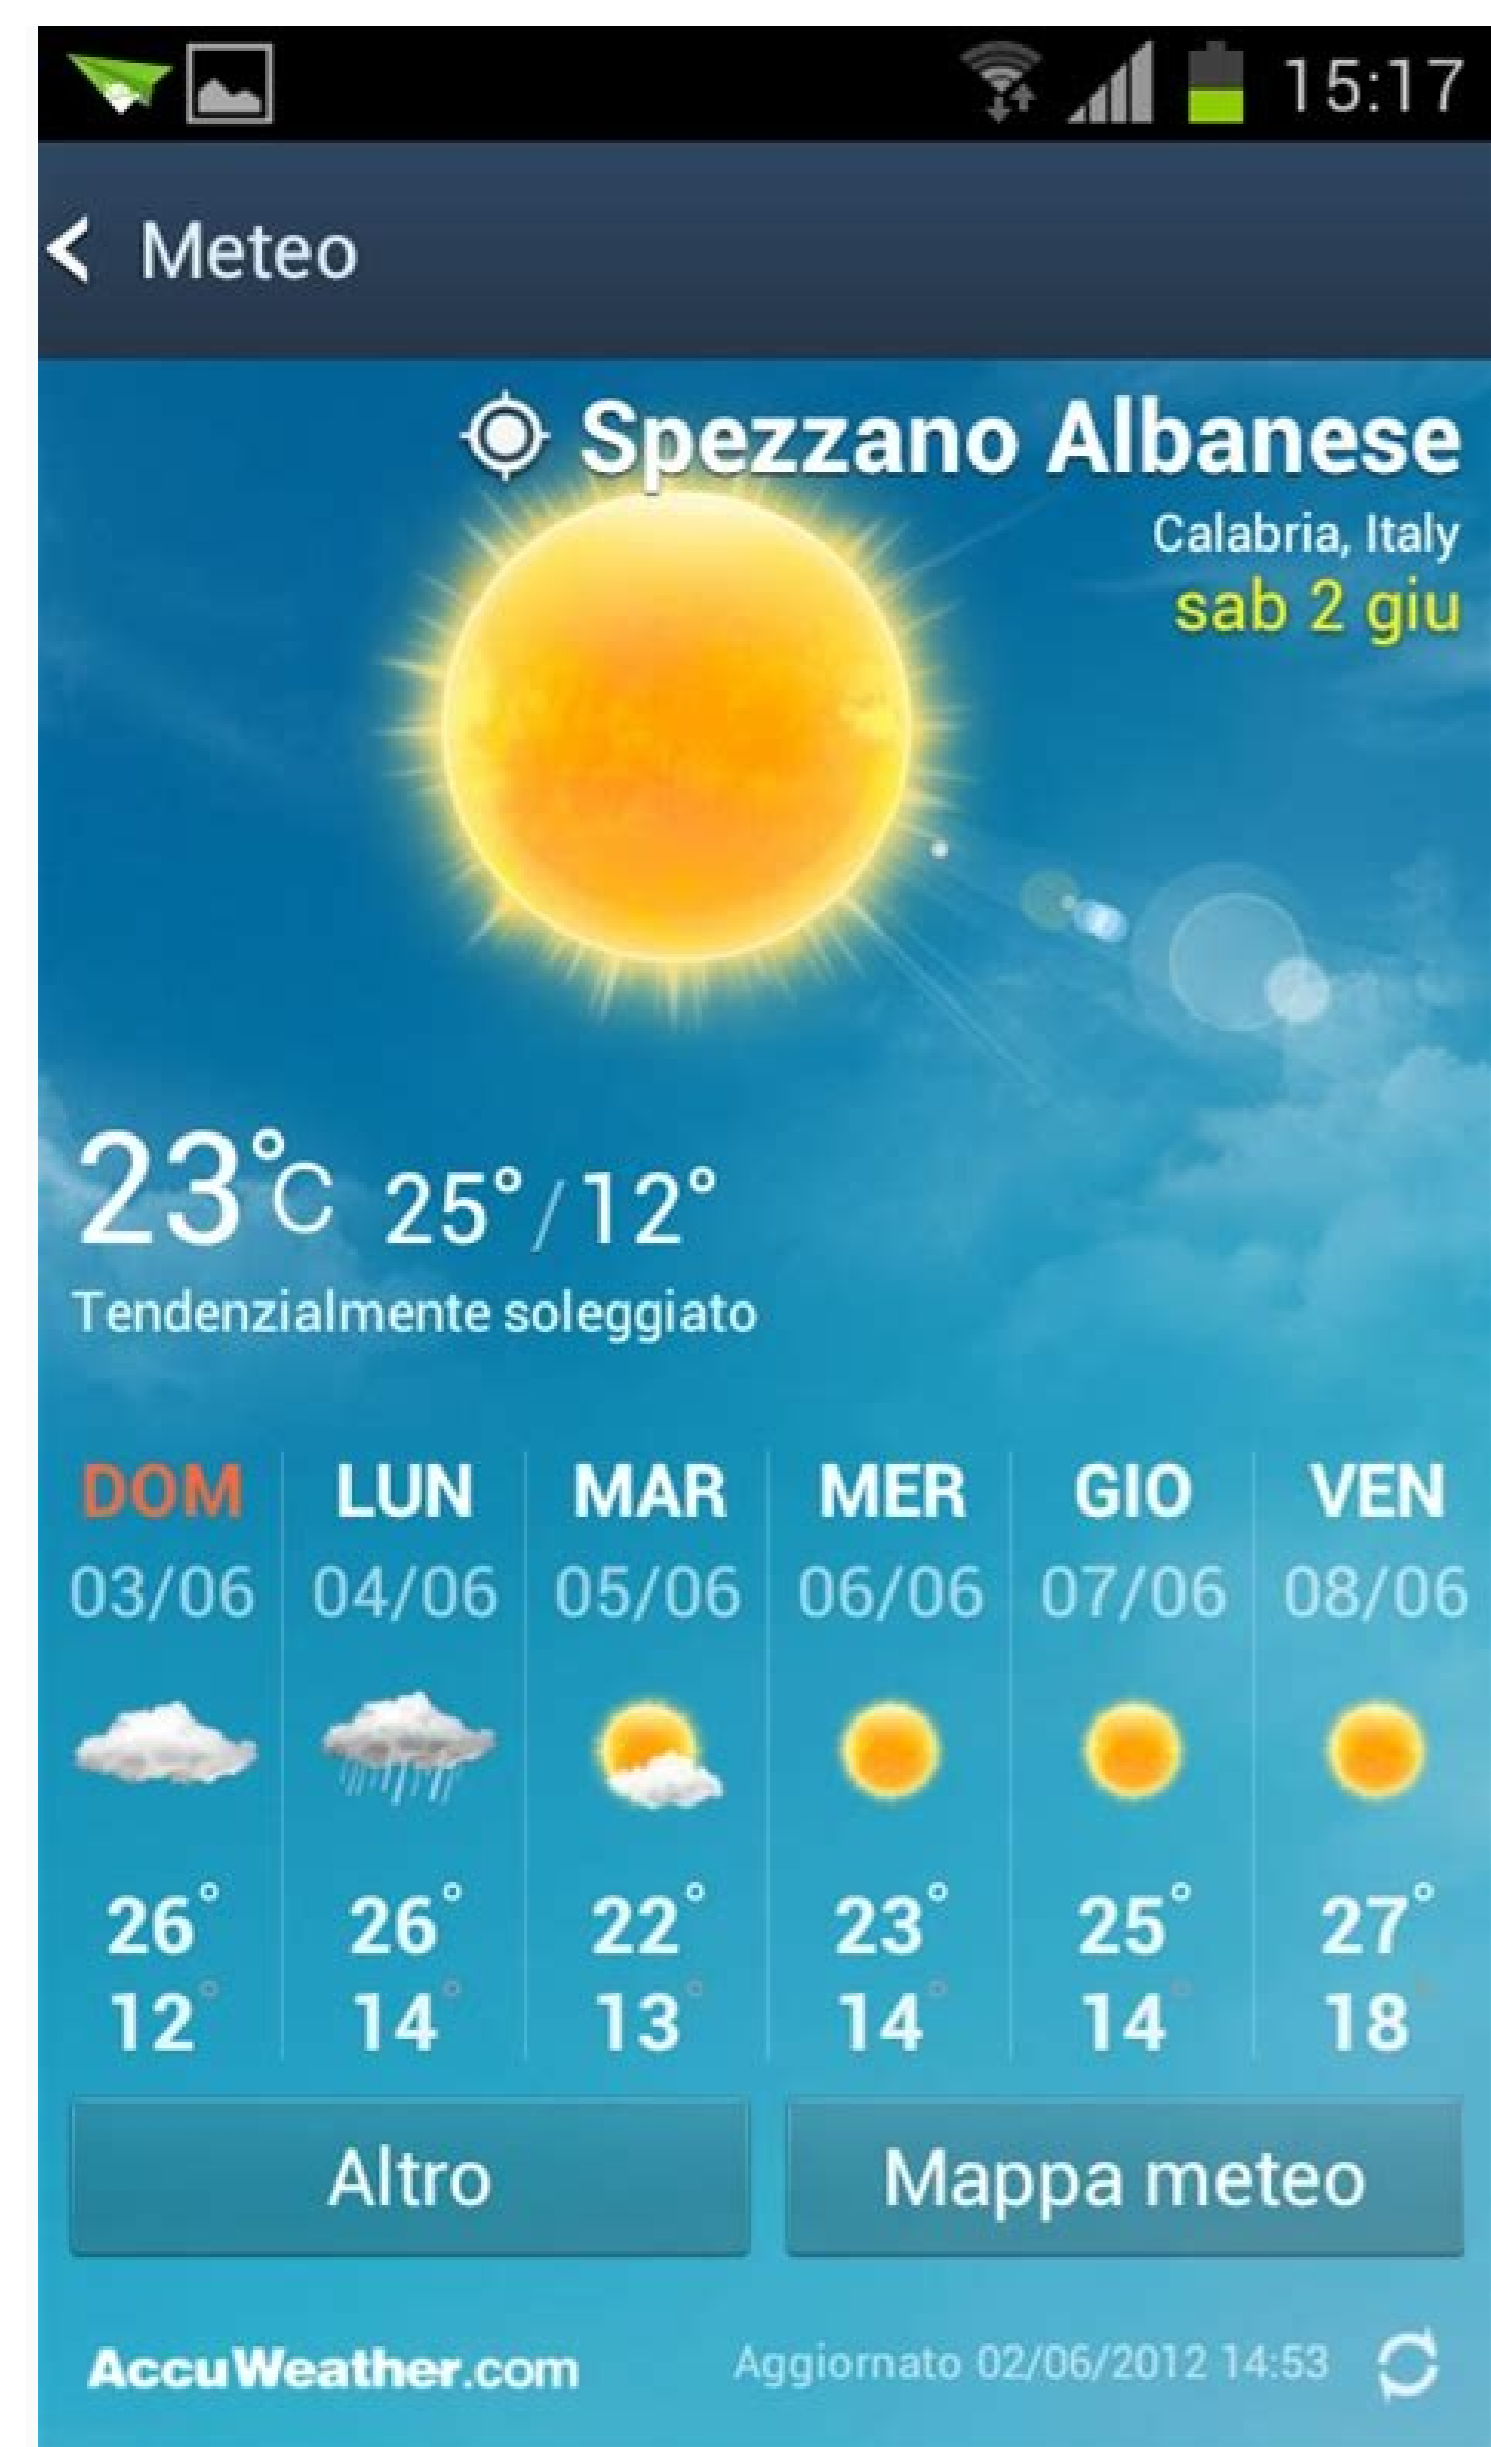 15:17
Meteo
Spezzano Albanese
Calabria, Italy
sab 2 giu
23°C 25°/12°
Tendenzialmente soleggiato
DOM LUN MAR MER GIO VEN
03/06 04/06 05/06 06/06 07/06 08/06
26° 26° 22° 23° 25° 27°
12° 14° 13° 14° 14° 18°
Altro Mappa meteo
AccuWeather.com Aggiornato 02/06/2012 14:53